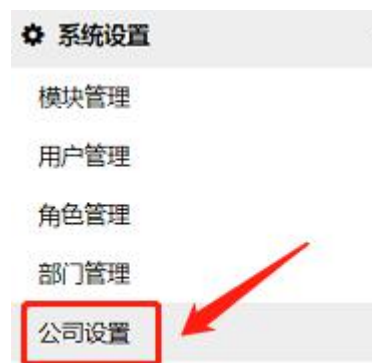 系统设置
模块管理
用户管理
角色管理
部门管理
公司设置